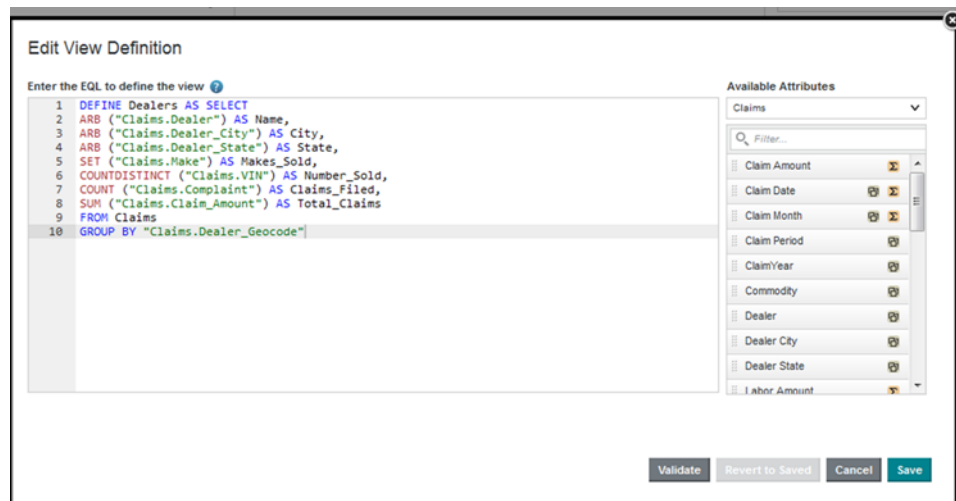 Edit View Definition
Enter the EQL to define the view ?
1 DEFINE Dealers AS SELECT
2 ARB ("Claims.Dealer") AS Name,
3 ARB ("Claims.Dealer_City") AS City,
4 ARB ("Claims.Dealer_State") AS State,
5 SET ("Claims.Make") AS Makes_Sold,
6 COUNTDISTINCT ("Claims.VIN") AS Number_Sold,
7 COUNT ("Claims.Complaint") AS Claims_Filed,
8 SUM ("Claims.Claim_Amount") AS Total_Claims
9 FROM Claims
10 GROUP BY "Claims.Dealer_Geocode"
Available Attributes
Claims
Filter...
Claim Amount Σ
Claim Date Σ
Claim Month Σ
Claim Period
ClaimYear
Commodity
Dealer
Dealer City
Dealer State
Labor Amount Σ
Validate Revert to Saved Cancel Save